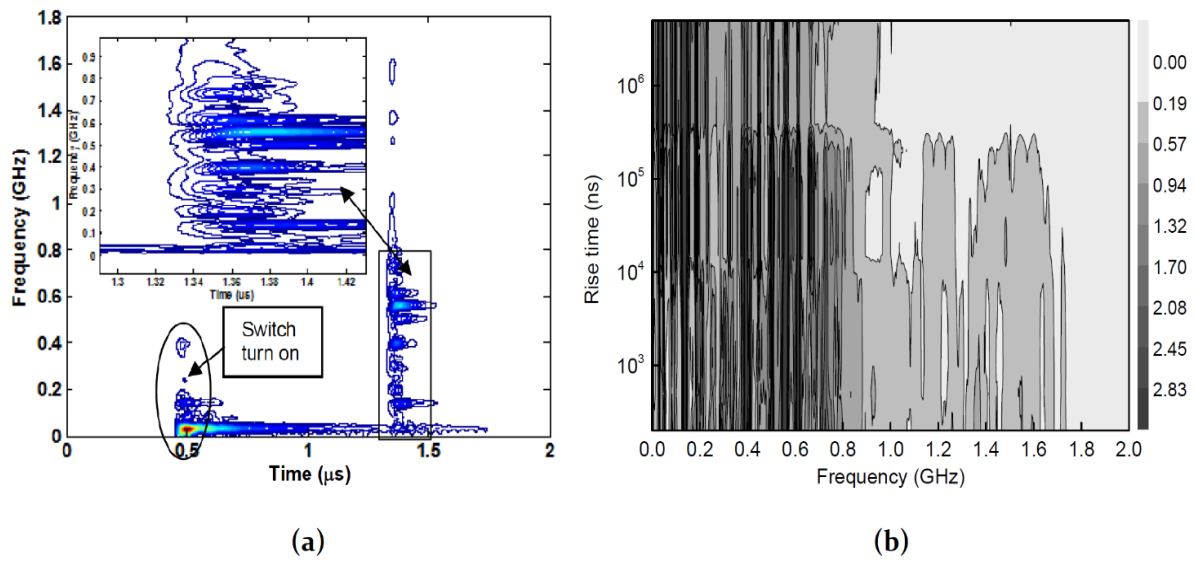 1.8
1.6
1.4
1.2
1
0.8
0.6
0.4
0.2
0
Frequency (GHz)
0 0.5 1 1.5 2
Time (μs)
0.9
0.8
0.7
0.6
0.5
0.4
0.3
0.2
0.1
0
Frequency (GHz)
1.3 1.32 1.34 1.36 1.38 1.4 1.42
Time (μs)
Switch
turn on
(a)
10⁶
10⁵
10⁴
10³
Rise time (ns)
0.0 0.2 0.4 0.6 0.8 1.0 1.2 1.4 1.6 1.8 2.0
Frequency (GHz)
0.00
0.19
0.57
0.94
1.32
1.70
2.08
2.45
2.83
(b)